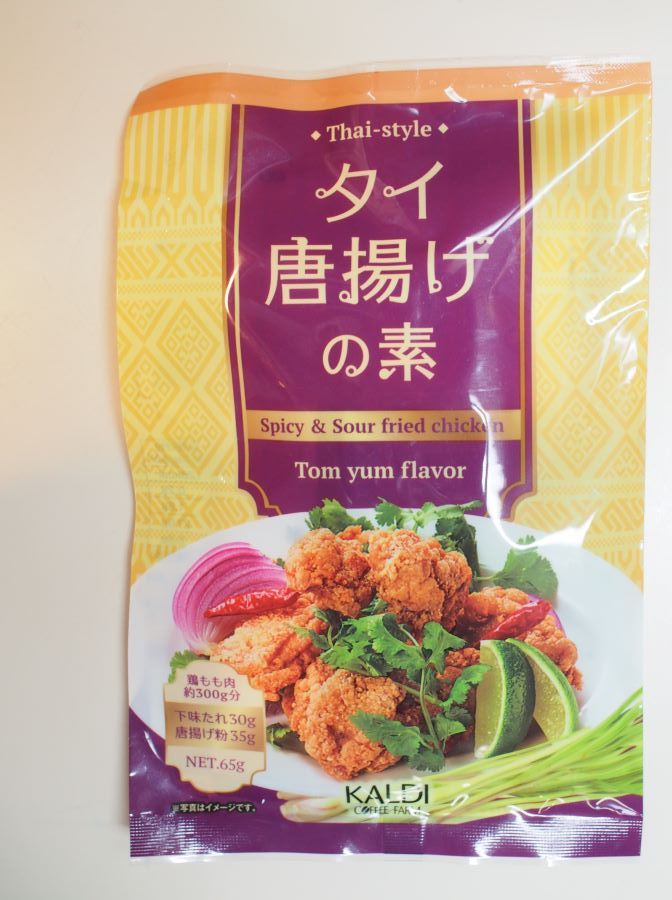 Thai-style
タイ
唐揚げ
の素
Spicy & Sour fried chicken
Tom yum flavor
鶏もも肉
約300g分
下味たれ30g
唐揚げ粉35g
NET.65g
KALDI
COFFEE FARM
※写真はイメージです。